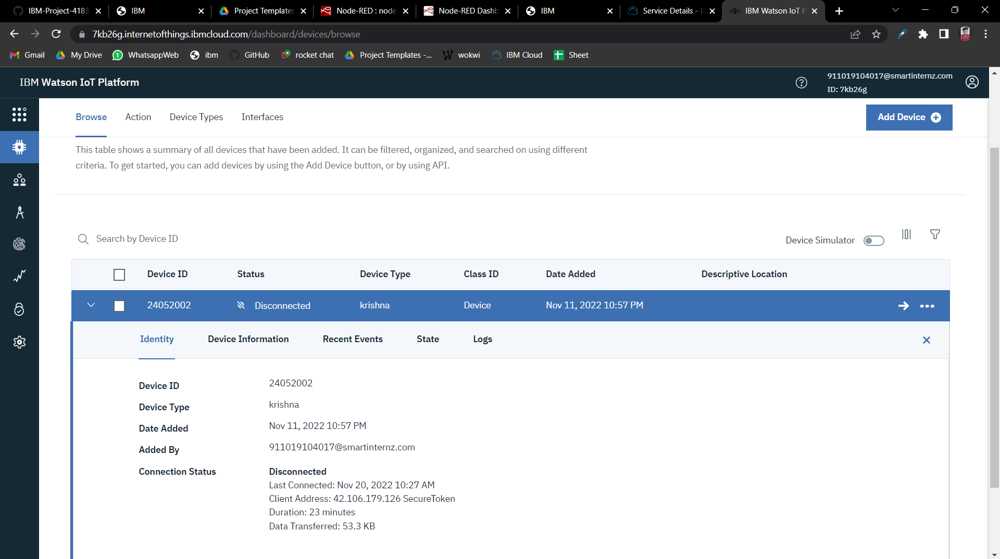 IBM-Project-4183
IBM
Project Templates
Node-RED : node
Node-RED Dashb
IBM
Service Details - I
IBM Watson IoT P
7kb26g.internetofthings.ibmcloud.com/dashboard/devices/browse
Gmail
My Drive
WhatsappWeb
ibm
GitHub
rocket chat
Project Templates -...
wokwi
IBM Cloud
Sheet
IBM Watson IoT Platform
911019104017@smartinternz.com
ID: 7kb26g
Browse
Action
Device Types
Interfaces
Add Device
This table shows a summary of all devices that have been added. It can be filtered, organized, and searched on using different
criteria. To get started, you can add devices by using the Add Device button, or by using API.
Search by Device ID
Device Simulator
Device ID Status Device Type Class ID Date Added Descriptive Location
24052002 Disconnected krishna Device Nov 11, 2022 10:57 PM
Identity
Device Information
Recent Events
State
Logs
Device ID 24052002
Device Type krishna
Date Added Nov 11, 2022 10:57 PM
Added By 911019104017@smartinternz.com
Connection Status Disconnected
Last Connected: Nov 20, 2022 10:27 AM
Client Address: 42.106.179.126 SecureToken
Duration: 23 minutes
Data Transferred: 53.3 KB